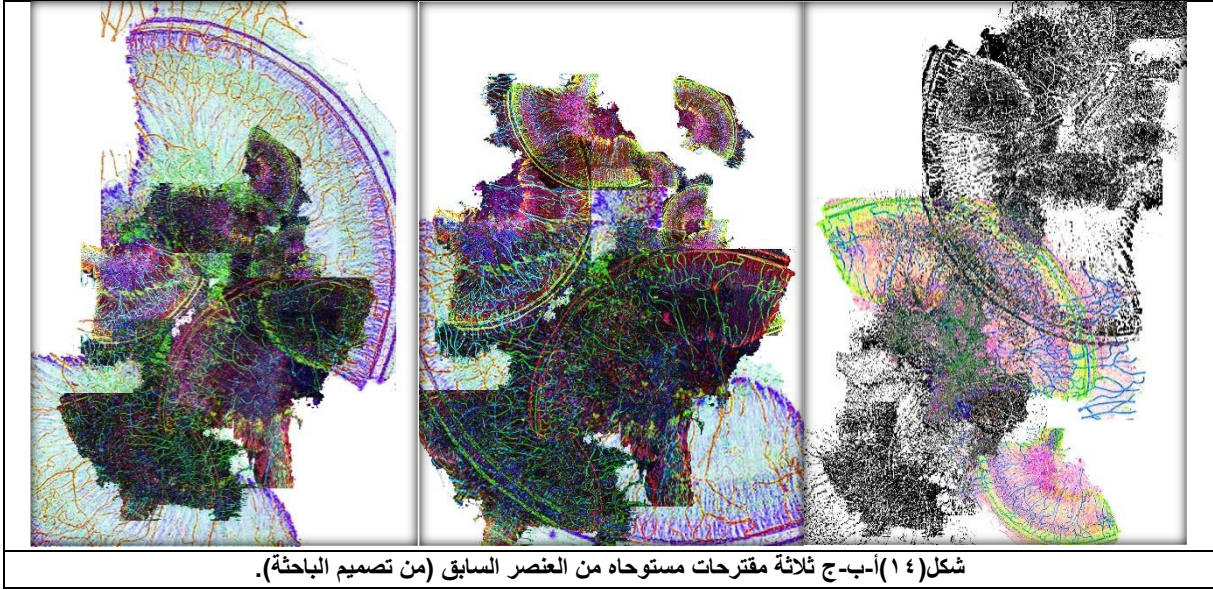 شكل(١٤)أ-ب-ج ثلاثة مقترحات مستوحاه من العنصر السابق (من تصميم الباحثة).